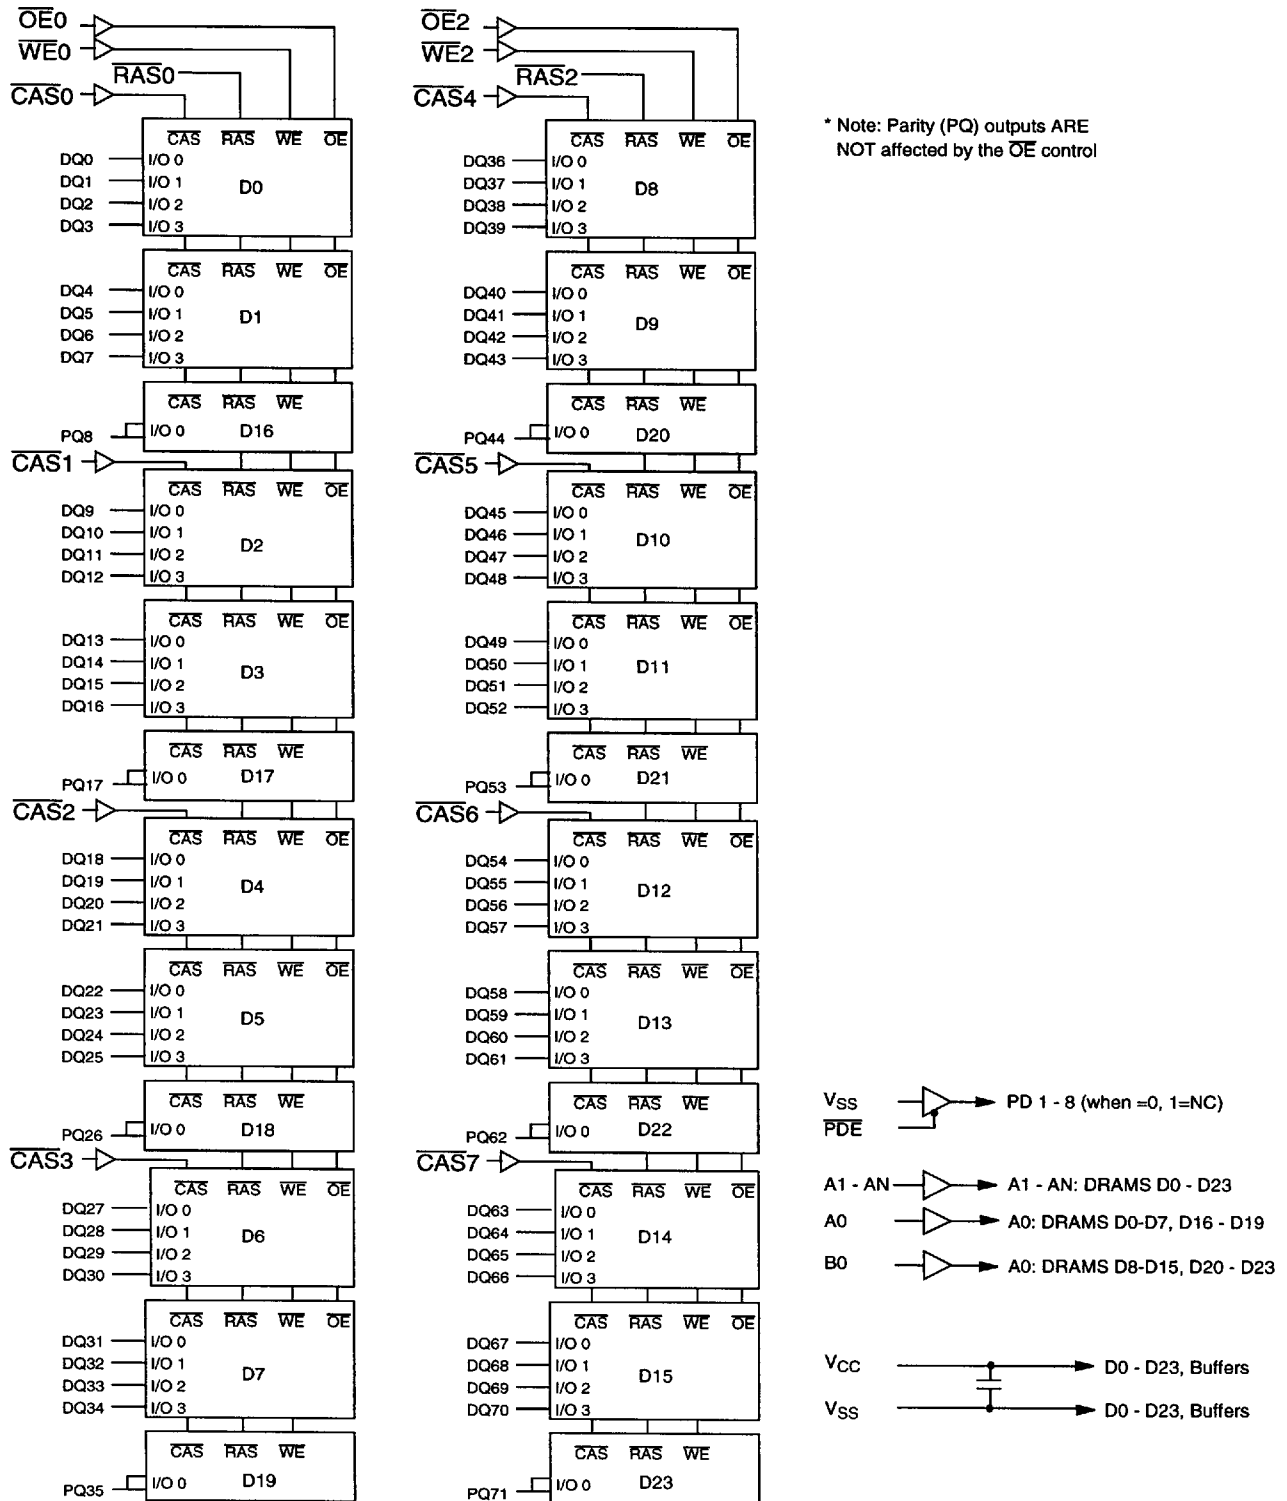 OE0
WE0
RAS0
CAS0
CAS RAS WE OE
DQ0 I/O 0
DQ1 I/O 1
D0
DQ2 I/O 2
DQ3 I/O 3
CAS RAS WE OE
DQ4 I/O 0
DQ5 I/O 1
D1
DQ6 I/O 2
DQ7 I/O 3
CAS RAS WE
PQ8 I/O 0 D16
CAS1
CAS RAS WE OE
DQ9 I/O 0
DQ10 I/O 1
D2
DQ11 I/O 2
DQ12 I/O 3
CAS RAS WE OE
DQ13 I/O 0
DQ14 I/O 1
D3
DQ15 I/O 2
DQ16 I/O 3
CAS RAS WE
PQ17 I/O 0 D17
CAS2
CAS RAS WE OE
DQ18 I/O 0
DQ19 I/O 1
D4
DQ20 I/O 2
DQ21 I/O 3
CAS RAS WE OE
DQ22 I/O 0
DQ23 I/O 1
D5
DQ24 I/O 2
DQ25 I/O 3
CAS RAS WE
PQ26 I/O 0 D18
CAS3
CAS RAS WE OE
DQ27 I/O 0
DQ28 I/O 1
D6
DQ29 I/O 2
DQ30 I/O 3
CAS RAS WE OE
DQ31 I/O 0
DQ32 I/O 1
D7
DQ33 I/O 2
DQ34 I/O 3
CAS RAS WE
PQ35 I/O 0 D19
OE2
WE2
RAS2
CAS4
CAS RAS WE OE
DQ36 I/O 0
DQ37 I/O 1
D8
DQ38 I/O 2
DQ39 I/O 3
CAS RAS WE OE
DQ40 I/O 0
DQ41 I/O 1
D9
DQ42 I/O 2
DQ43 I/O 3
CAS RAS WE
PQ44 I/O 0 D20
CAS5
CAS RAS WE OE
DQ45 I/O 0
DQ46 I/O 1
D10
DQ47 I/O 2
DQ48 I/O 3
CAS RAS WE OE
DQ49 I/O 0
DQ50 I/O 1
D11
DQ51 I/O 2
DQ52 I/O 3
CAS RAS WE
PQ53 I/O 0 D21
CAS6
CAS RAS WE OE
DQ54 I/O 0
DQ55 I/O 1
D12
DQ56 I/O 2
DQ57 I/O 3
CAS RAS WE OE
DQ58 I/O 0
DQ59 I/O 1
D13
DQ60 I/O 2
DQ61 I/O 3
CAS RAS WE
PQ62 I/O 0 D22
CAS7
CAS RAS WE OE
DQ63 I/O 0
DQ64 I/O 1
D14
DQ65 I/O 2
DQ66 I/O 3
CAS RAS WE OE
DQ67 I/O 0
DQ68 I/O 1
D15
DQ69 I/O 2
DQ70 I/O 3
CAS RAS WE
PQ71 I/O 0 D23
* Note: Parity (PQ) outputs ARE
NOT affected by the OE control
VSS PD 1 - 8 (when =0, 1=NC)
PDE
A1 - AN A1 - AN: DRAMS D0 - D23
A0 A0: DRAMS D0-D7, D16 - D19
B0 A0: DRAMS D8-D15, D20 - D23
VCC D0 - D23, Buffers
VSS D0 - D23, Buffers